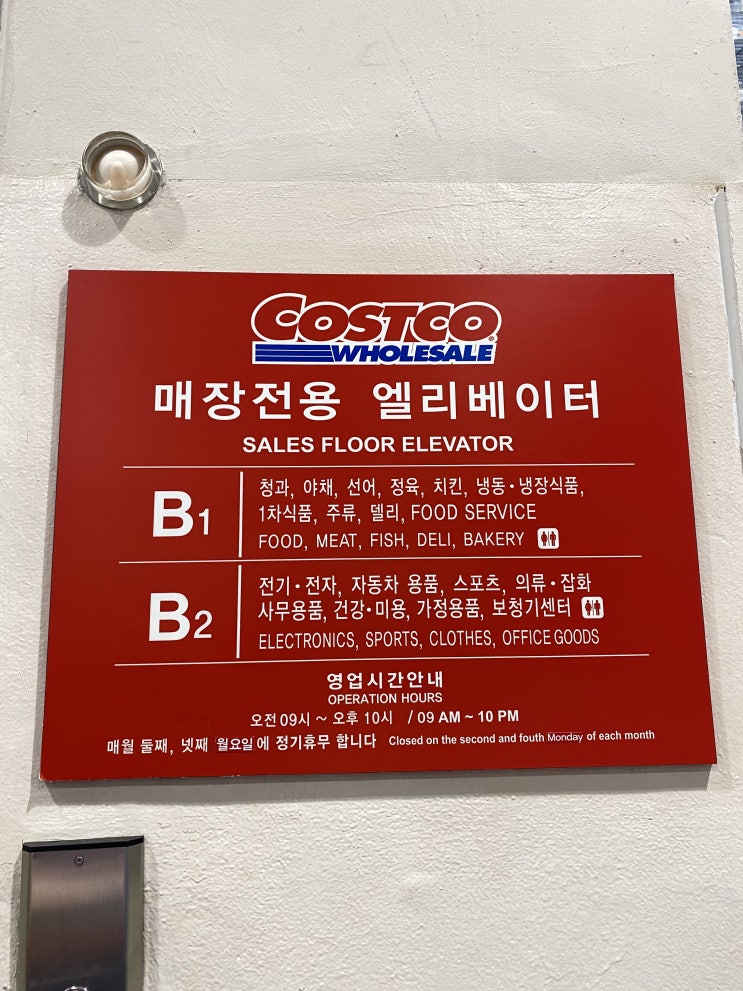 COSTCO
WHOLESALE
매장전용 엘리베이터
SALES FLOOR ELEVATOR
B1
청과, 야채, 선어, 정육, 치킨, 냉동·냉장식품,
1차식품, 주류, 델리, FOOD SERVICE
FOOD, MEAT, FISH, DELI, BAKERY
B2
전기·전자, 자동차 용품, 스포츠, 의류·잡화
사무용품, 건강·미용, 가정용품, 보청기센터
ELECTRONICS, SPORTS, CLOTHES, OFFICE GOODS
영업시간안내
OPERATION HOURS
오전 09시 ~ 오후 10시 / 09 AM ~ 10 PM
매월 둘째, 넷째 월요일에 정기휴무 합니다 Closed on the second and fouth Monday of each month